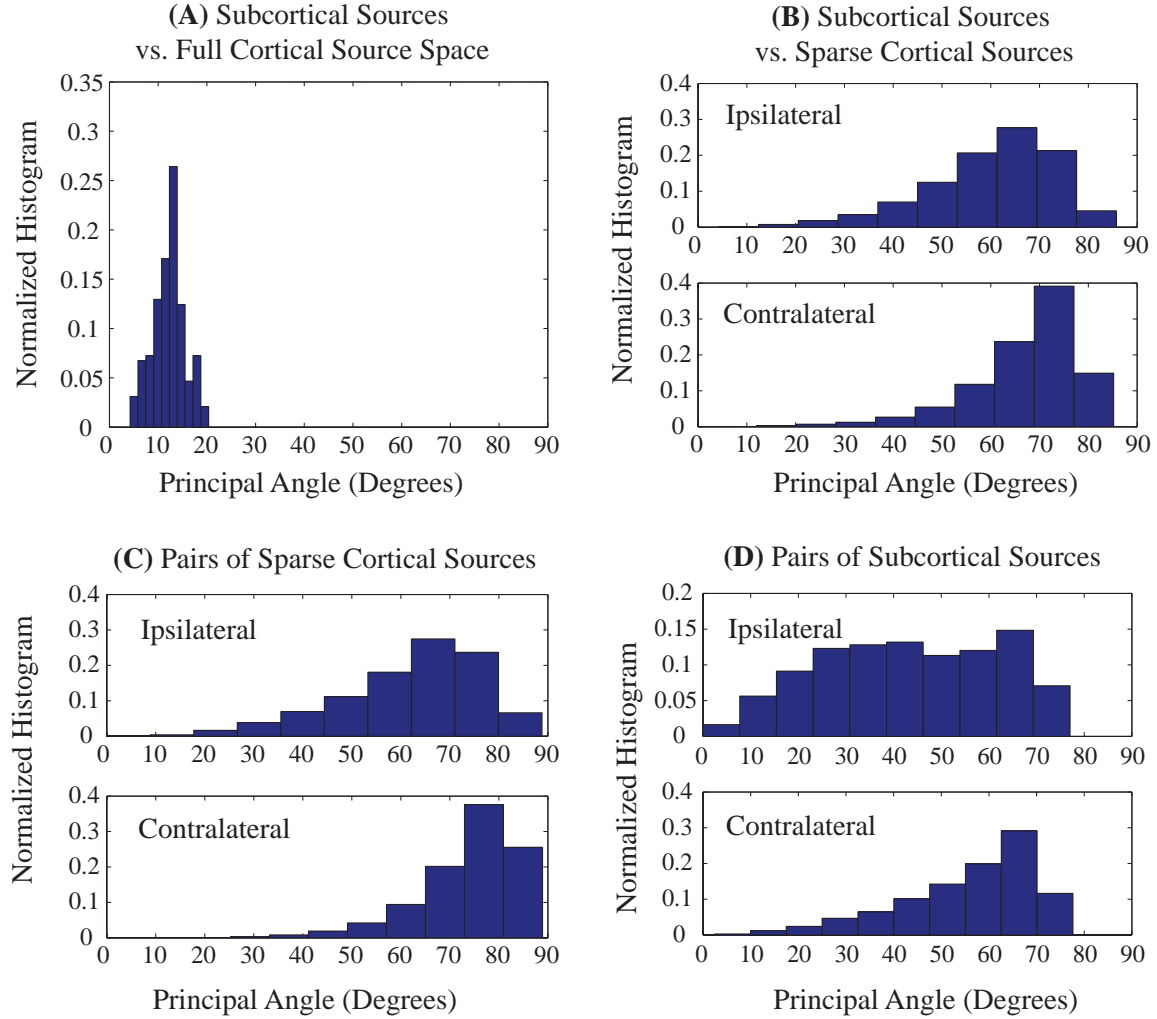 (A) Subcortical Sources
vs. Full Cortical Source Space
0.35
0.3
0.25
0.2
0.15
0.1
0.05
0
Normalized Histogram
0 10 20 30 40 50 60 70 80 90
Principal Angle (Degrees)
(B) Subcortical Sources
vs. Sparse Cortical Sources
Normalized Histogram
0.4
0.3
0.2
0.1
0
Ipsilateral
0 10 20 30 40 50 60 70 80 90
0.4
0.3
0.2
0.1
0
Contralateral
0 10 20 30 40 50 60 70 80 90
Principal Angle (Degrees)
(C) Pairs of Sparse Cortical Sources
Normalized Histogram
0.4
0.3
0.2
0.1
0
Ipsilateral
0 10 20 30 40 50 60 70 80 90
0.4
0.3
0.2
0.1
0
Contralateral
0 10 20 30 40 50 60 70 80 90
Principal Angle (Degrees)
(D) Pairs of Subcortical Sources
Normalized Histogram
0.2
0.15
0.1
0.05
0
Ipsilateral
0 10 20 30 40 50 60 70 80 90
0.4
0.3
0.2
0.1
0
Contralateral
0 10 20 30 40 50 60 70 80 90
Principal Angle (Degrees)